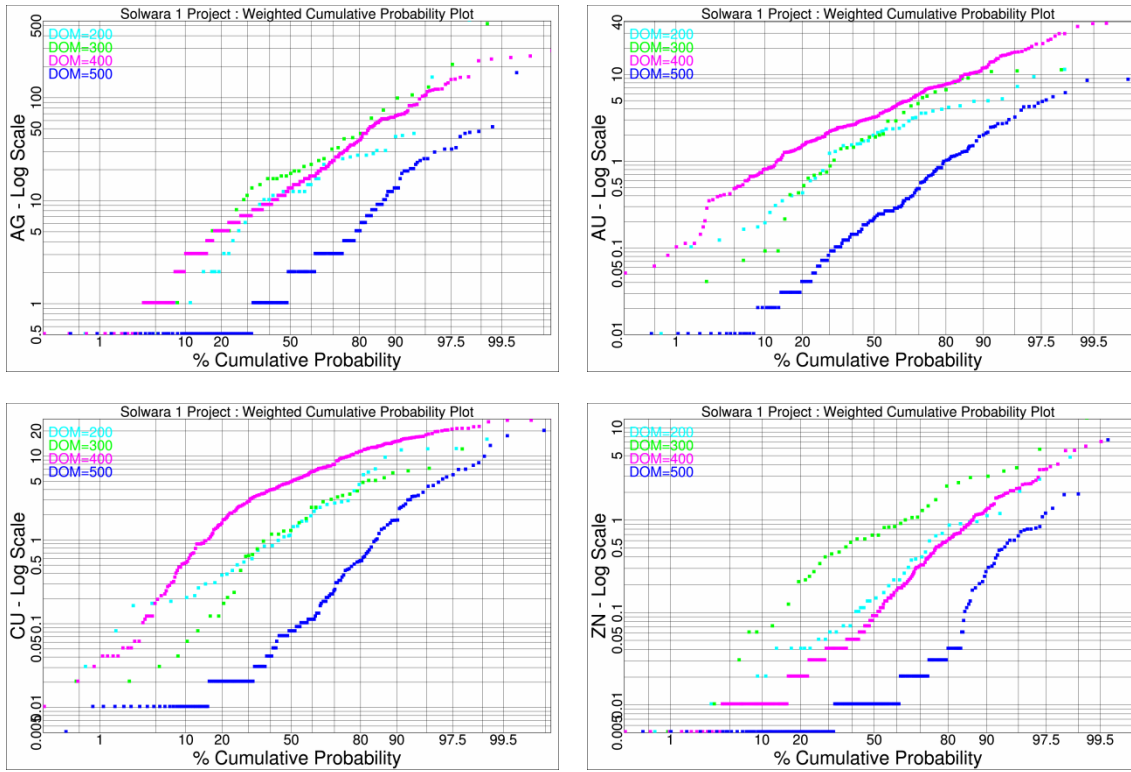 Solwara 1 Project : Weighted Cumulative Probability Plot
DOM=200
DOM=300
DOM=400
DOM=500
AG - Log Scale
500
100
50
10
5
1
0.5
1 10 20 50 80 90 97.5 99.5
% Cumulative Probability
Solwara 1 Project : Weighted Cumulative Probability Plot
DOM=200
DOM=300
DOM=400
DOM=500
AU - Log Scale
40
10
5
1
0.5
0.1
0.05
0.01
1 10 20 50 80 90 97.5 99.5
% Cumulative Probability
Solwara 1 Project : Weighted Cumulative Probability Plot
DOM=200
DOM=300
DOM=400
DOM=500
CU - Log Scale
20
10
5
1
0.5
0.1
0.05
0.01
0.005
1 10 20 50 80 90 97.5 99.5
% Cumulative Probability
Solwara 1 Project : Weighted Cumulative Probability Plot
DOM=200
DOM=300
DOM=400
DOM=500
ZN - Log Scale
10
5
1
0.5
0.1
0.05
0.01
0.005
1 10 20 50 80 90 97.5 99.5
% Cumulative Probability